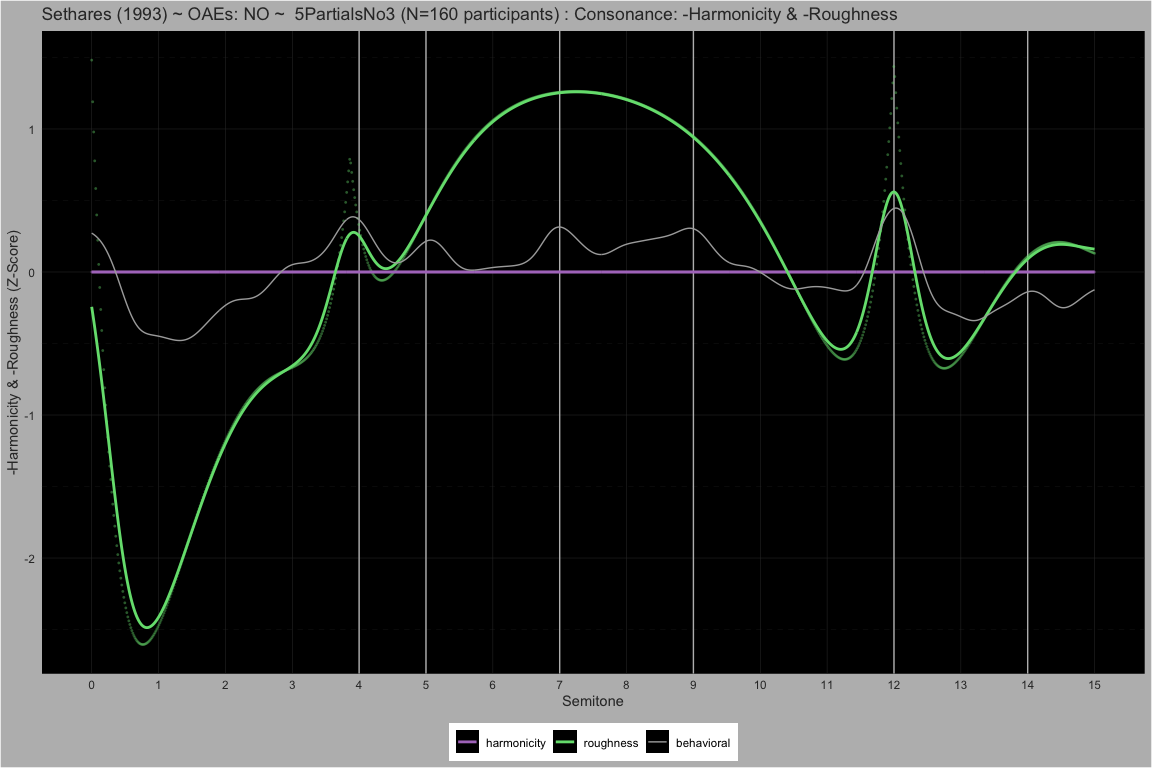 Sethares (1993) ~ OAEs: NO ~  5PartialsNo3 (N=160 participants) : Consonance: -Harmonicity & -Roughness
-Harmonicity & -Roughness (Z-Score)
1
0
-1
-2
0 1 2 3 4 5 6 7 8 9 10 11 12 13 14 15
Semitone
harmonicity roughness behavioral